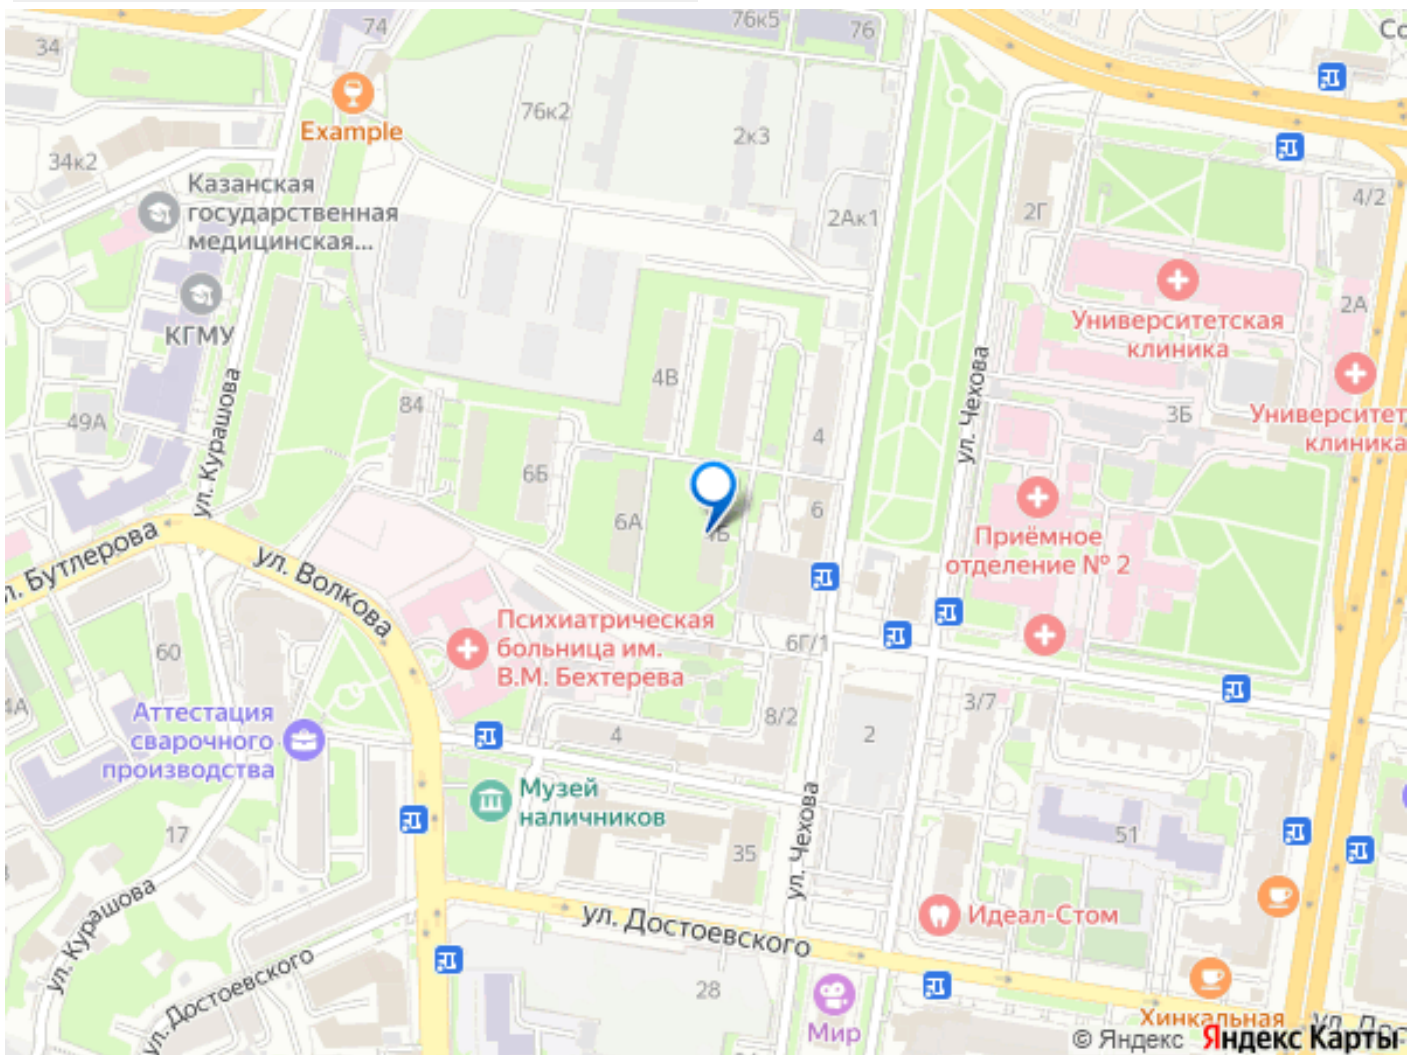 74
76к5
76
34
Example
76к2
2к3
34к2
Казанская
государственная
медицинская...
2Ак1
2Г
4/2
КГМУ
Университетская
клиника
2А
4В
84
49А
ул. Курашова
4
ул. Чехова
3Б
Университет
клиника
6Б
6А
6
Приёмное
отделение № 2
л. Бутлерова
ул. Волкова
Психиатрическая
больница им.
В.М. Бехтерева
6Г/1
60
4А
Аттестация
сварочного
производства
4
8/2
2
3/7
Музей
наличников
ул. Чехова
17
35
51
ул. Курашова
ул. Достоевского
Идеал-Стом
ул. Достоевского
28
Мир
Хинкальная
© Яндекс Яндекс Карты